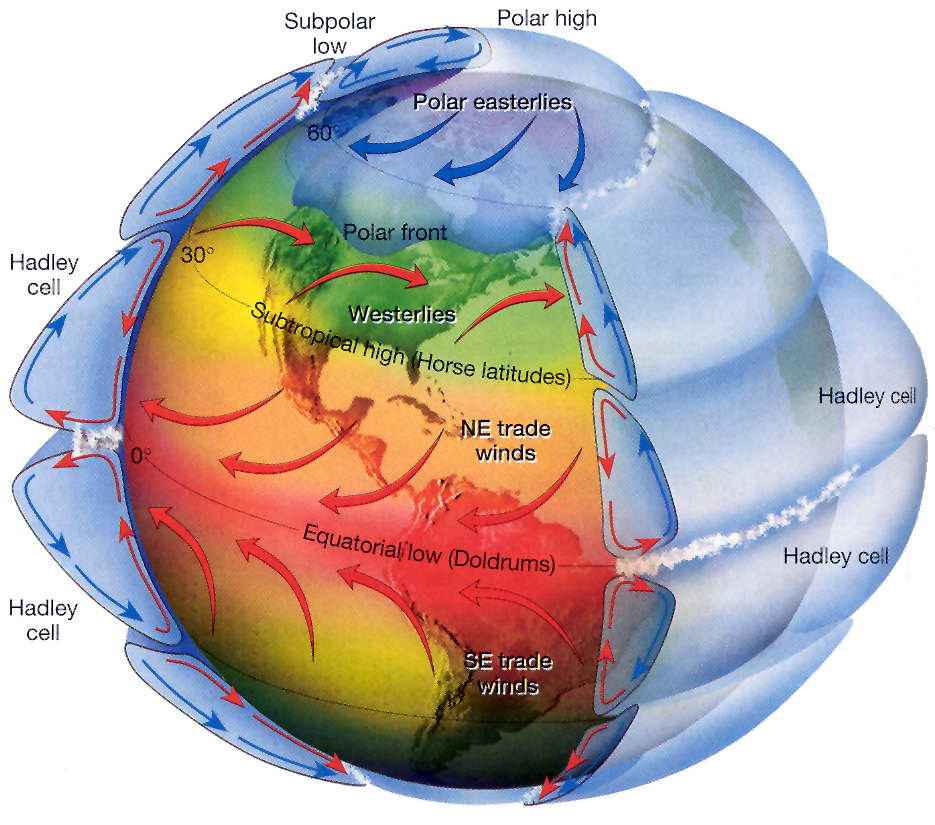 Subpolar
low
Polar high
Polar easterlies
60°
Polar front
30°
Hadley
cell
Westerlies
Subtropical high (Horse latitudes)
Hadley cell
NE trade
winds
0°
Equatorial low (Doldrums)
Hadley cell
Hadley
cell
SE trade
winds